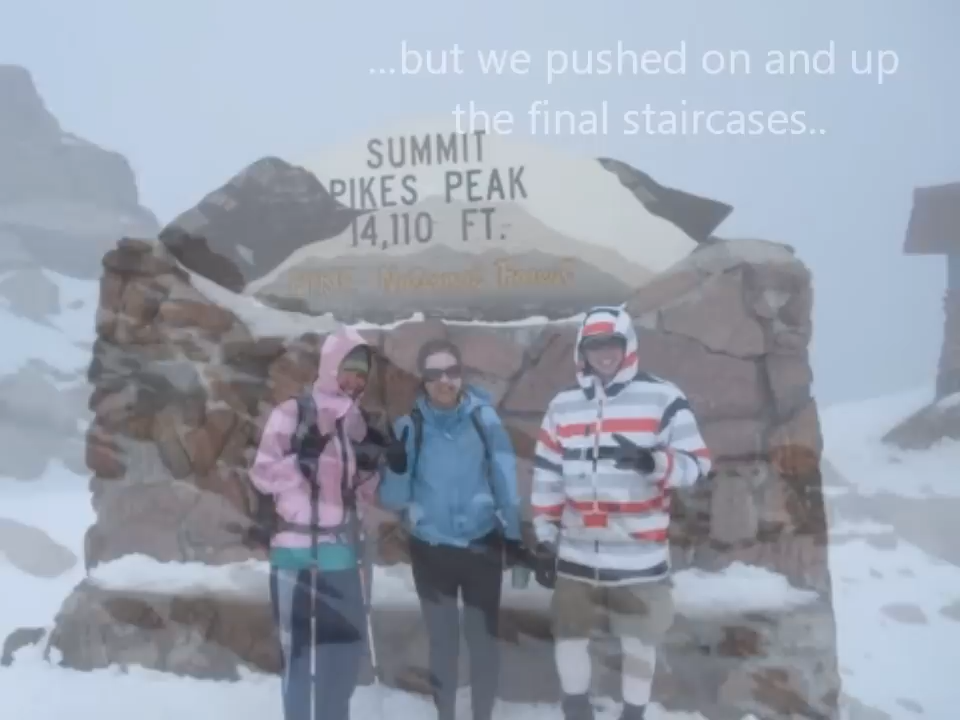 ...but we pushed on and up
the final staircases..
SUMMIT
PIKES PEAK
14,110 FT.